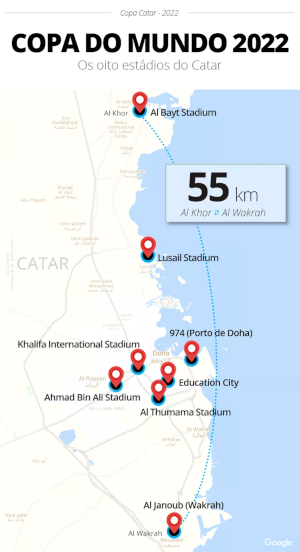 Copa Catar - 2022
COPA DO MUNDO 2022
Os oito estádios do Catar
Al Khor
Al Bayt Stadium
55 km
Al Khor ⇄ Al Wakrah
Lusail Stadium
CATAR
974 (Porto de Doha)
Khalifa International Stadium
Doha
Al Rayyan
Education City
Ahmad Bin Ali Stadium
Al Thumama Stadium
Al Wakrah
Al Janoub (Wakrah)
Al Wakrah
Google